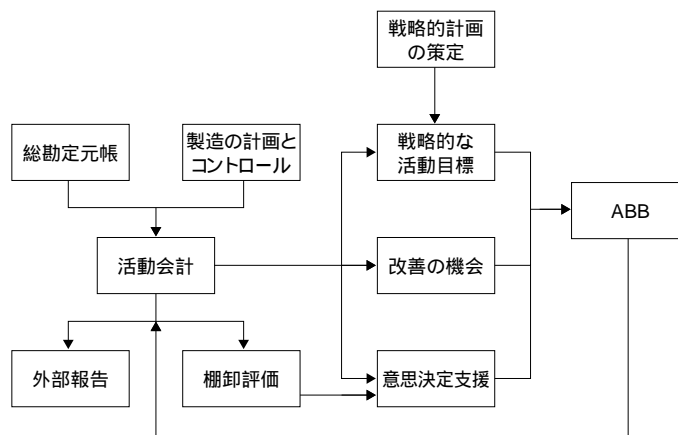 戦略的計画
の策定
総勘定元帳
製造の計画と
コントロール
戦略的な
活動目標
ABB
活動会計
改善の機会
外部報告
棚卸評価
意思決定支援